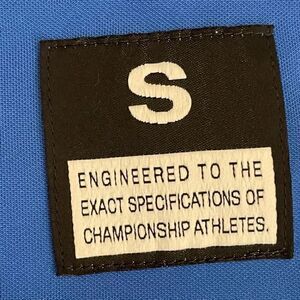 S
ENGINEERED TO THE
EXACT SPECIFICATIONS OF
CHAMPIONSHIP ATHLETES.